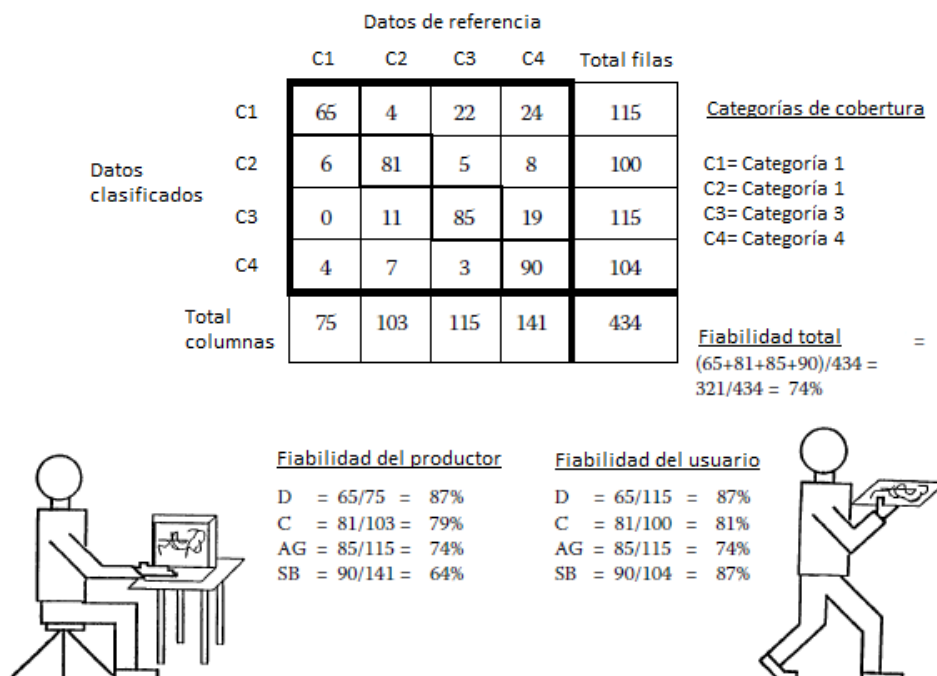 Datos de referencia
C1 C2 C3 C4 Total filas
C1 65 4 22 24 115
C2 6 81 5 8 100
C3 0 11 85 19 115
C4 4 7 3 90 104
Datos
clasificados
Total
columnas
75 103 115 141 434
Categorías de cobertura
C1= Categoría 1
C2= Categoría 1
C3= Categoría 3
C4= Categoría 4
Fiabilidad total =
(65+81+85+90)/434 =
321/434 = 74%
Fiabilidad del productor
D = 65/75 = 87%
C = 81/103 = 79%
AG = 85/115 = 74%
SB = 90/141 = 64%
Fiabilidad del usuario
D = 65/115 = 87%
C = 81/100 = 81%
AG = 85/115 = 74%
SB = 90/104 = 87%